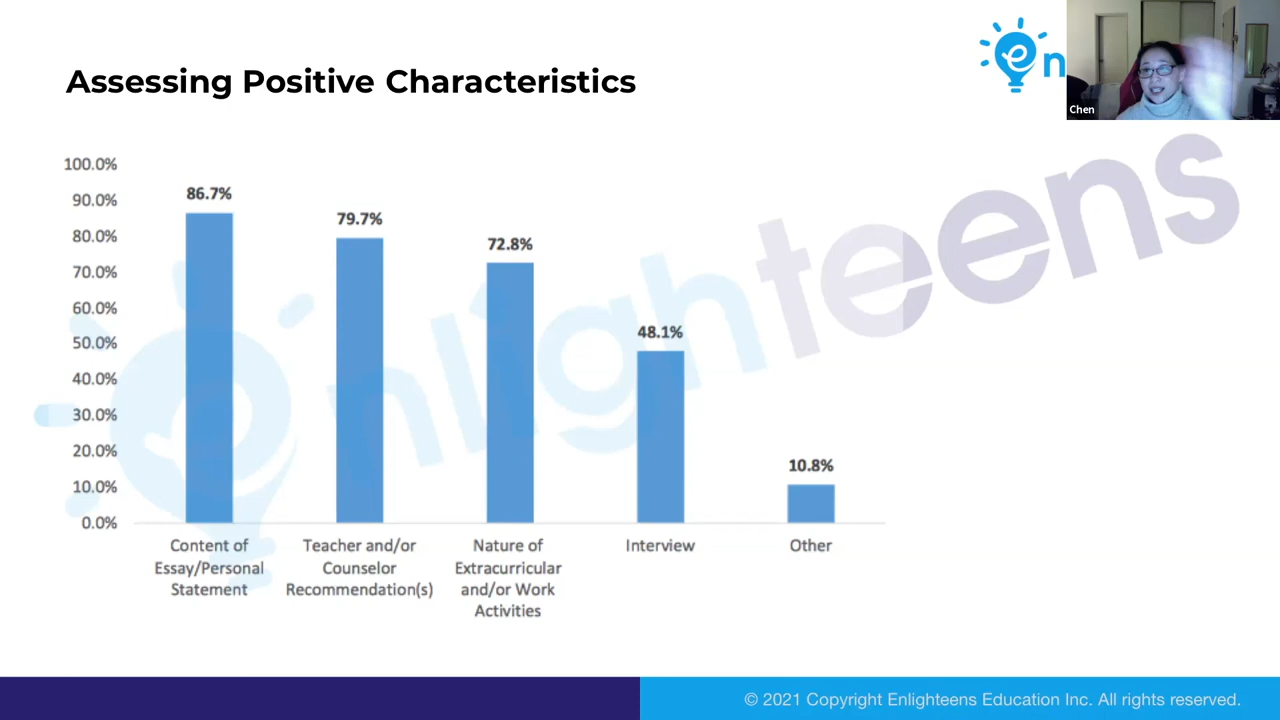 Assessing Positive Characteristics
en
Chen
100.0%
90.0%
80.0%
70.0%
60.0%
50.0%
40.0%
30.0%
20.0%
10.0%
0.0%
86.7%
79.7%
72.8%
48.1%
10.8%
Content of
Essay/Personal
Statement
Teacher and/or
Counselor
Recommendation(s)
Nature of
Extracurricular
and/or Work
Activities
Interview
Other
enlighteens
© 2021 Copyright Enlighteens Education Inc. All rights reserved.